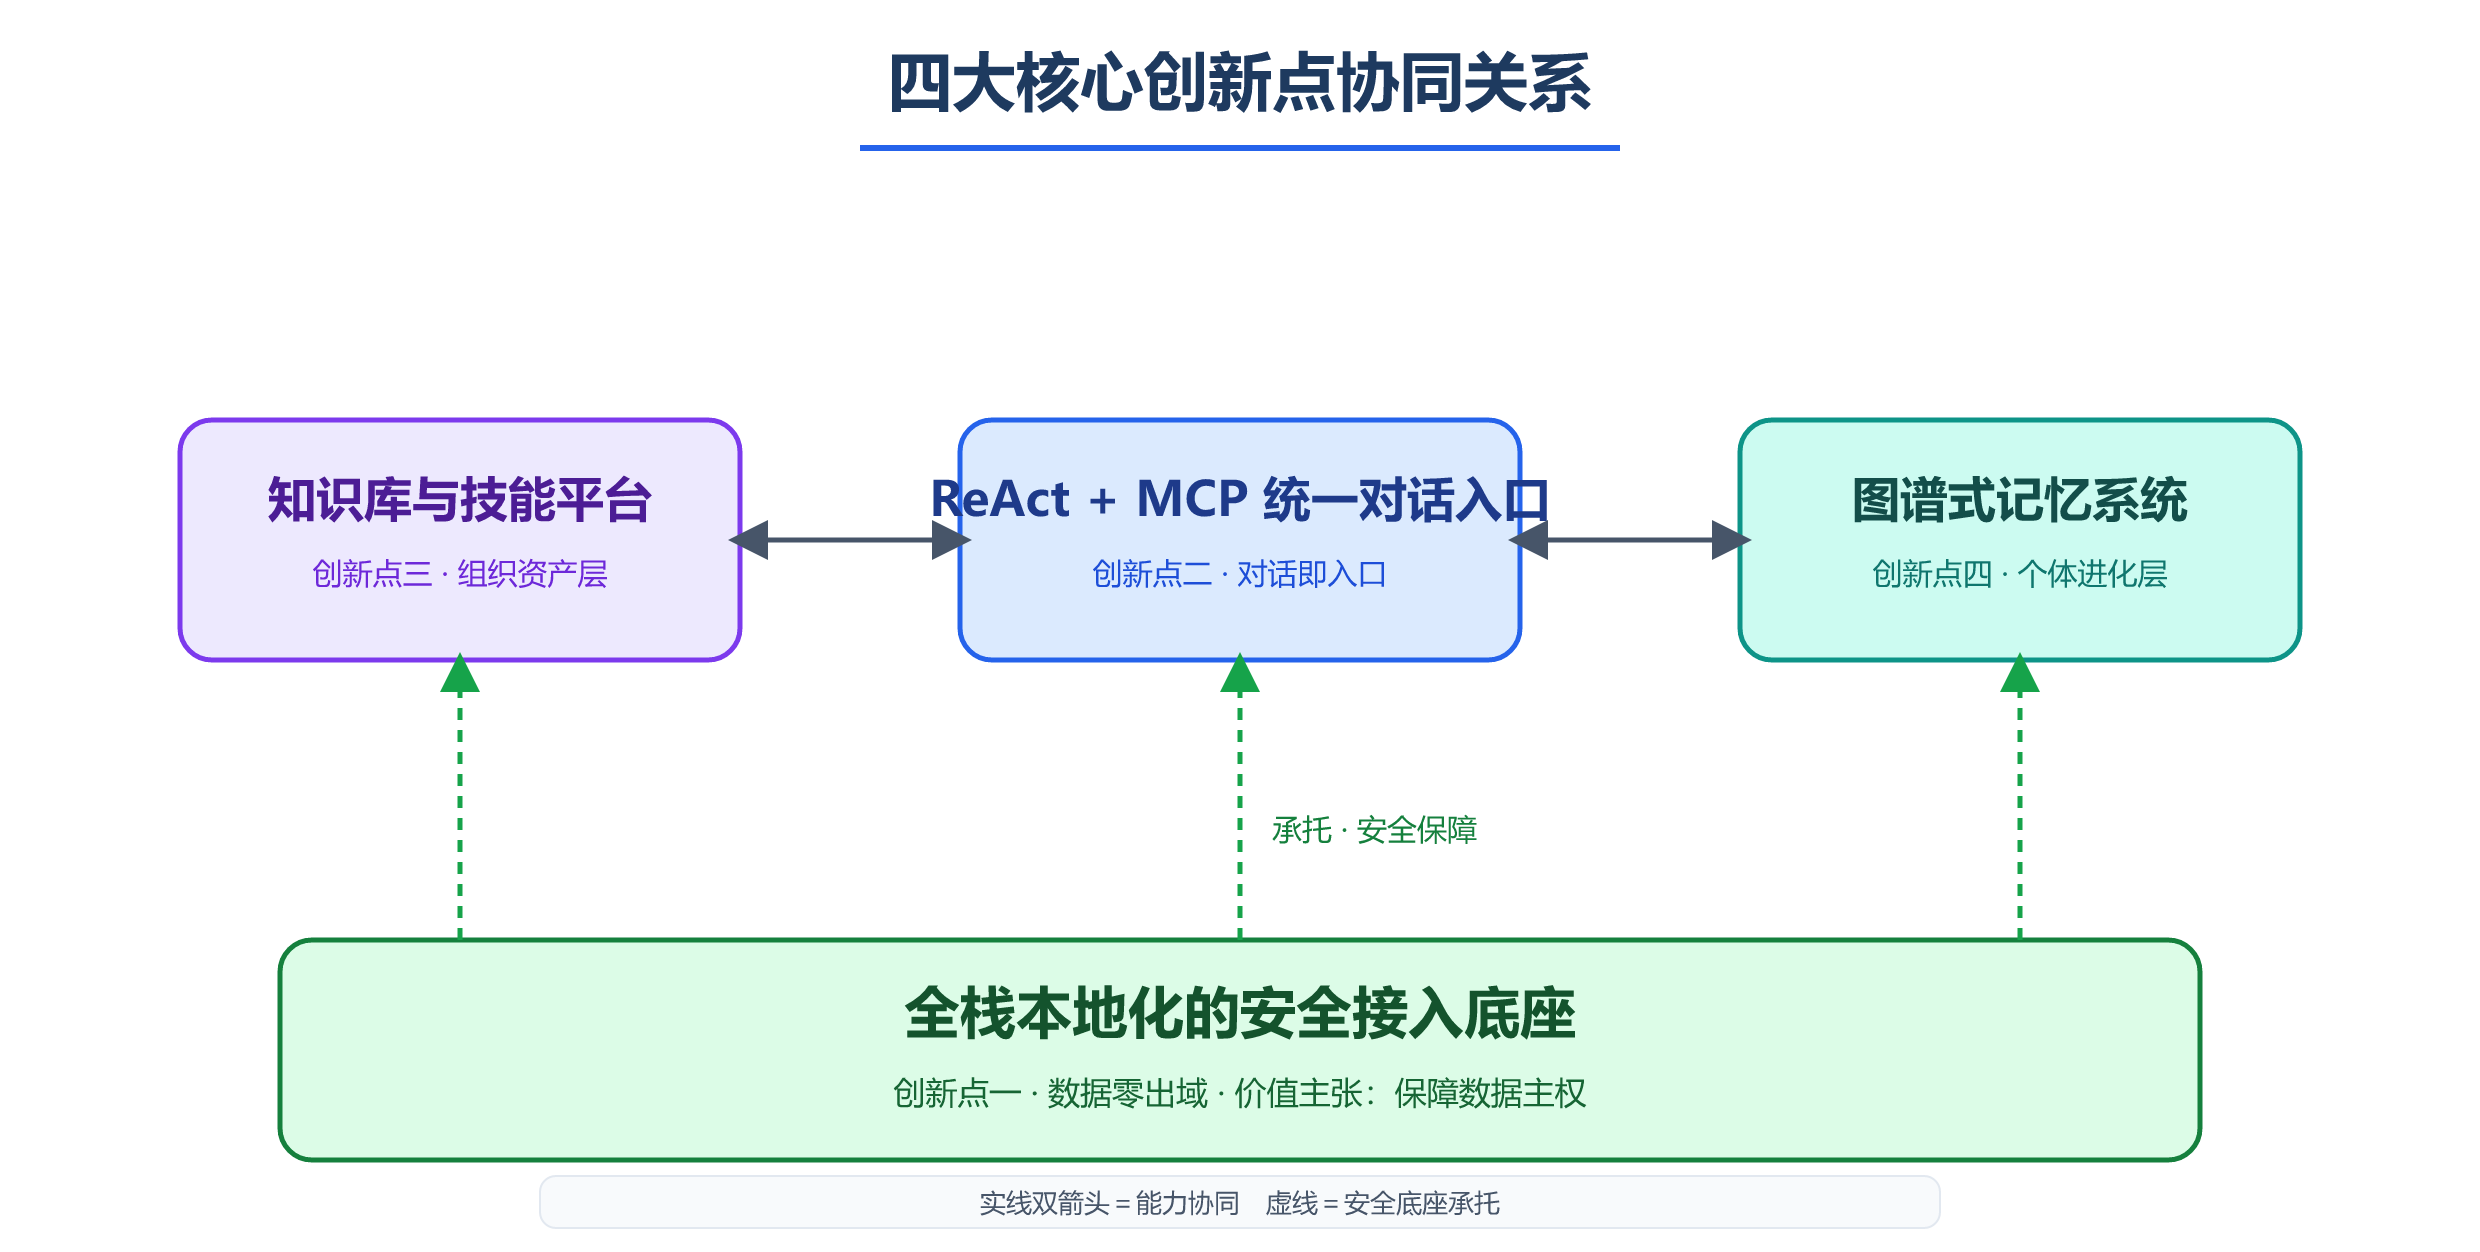 四大核心创新点协同关系
知识库与技能平台
创新点三 · 组织资产层
ReAct + MCP 统一对话入口
创新点二 · 对话即入口
图谱式记忆系统
创新点四 · 个体进化层
承托 · 安全保障
全栈本地化的安全接入底座
创新点一 · 数据零出域 · 价值主张：保障数据主权
实线双箭头 = 能力协同　虚线 = 安全底座承托